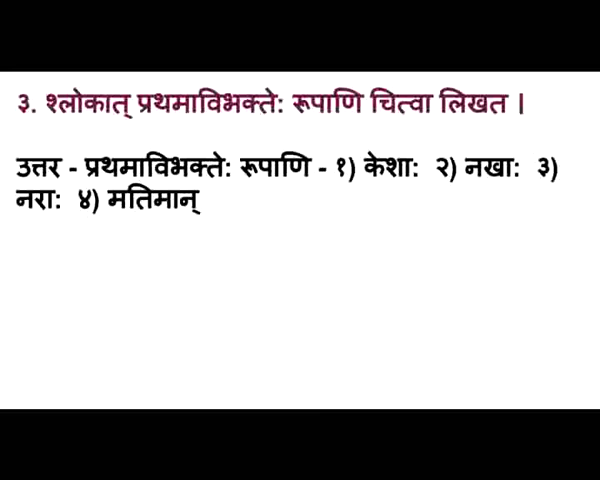 ३. श्लोकात् प्रथमाविभक्ते: रूपाणि चित्वा लिखत |
उत्तर - प्रथमाविभक्ते: रूपाणि - १) केशा: २) नखा: ३)
नरा: ४) मतिमान्